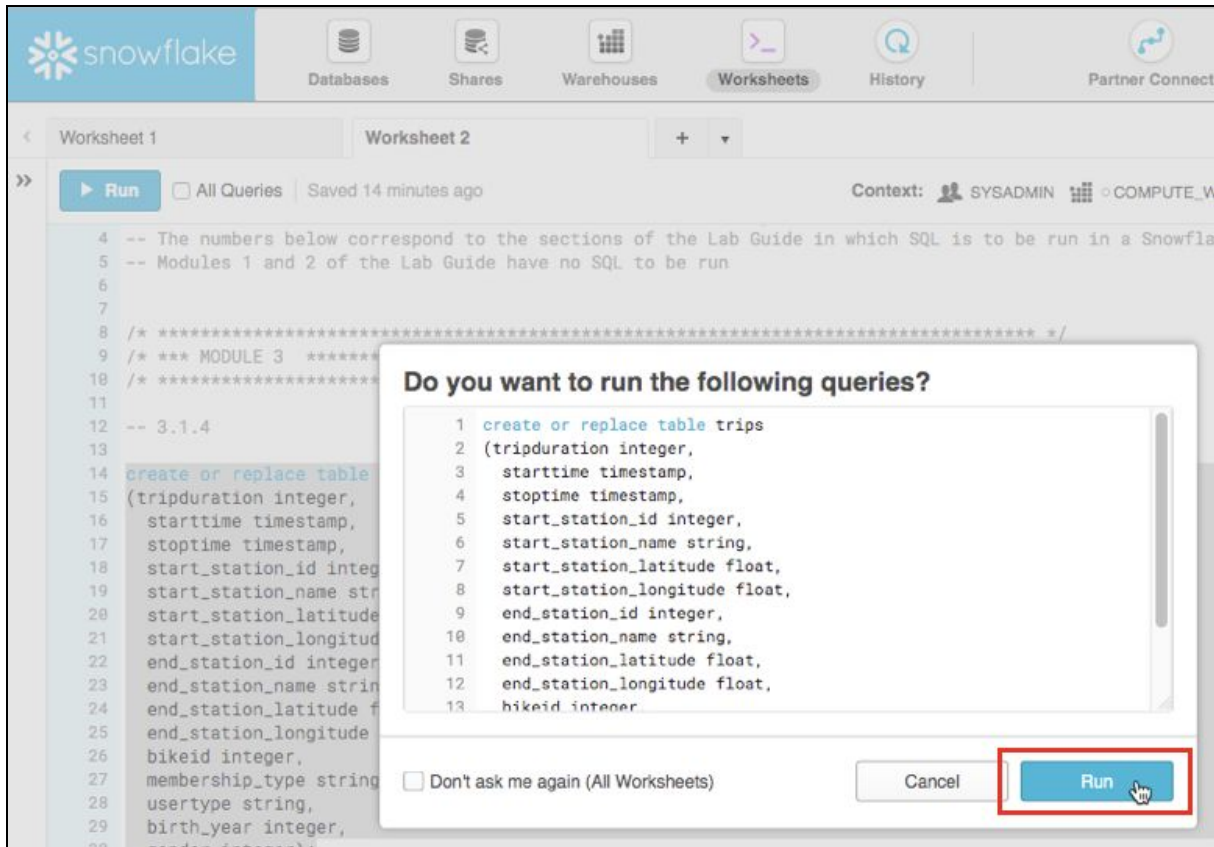 snowflake
Databases
Shares
Warehouses
Worksheets
History
Partner Connect
Worksheet 1
Worksheet 2
Run
All Queries
Saved 14 minutes ago
Context:
SYSADMIN
COMPUTE_W
4 -- The numbers below correspond to the sections of the Lab Guide in which SQL is to be run in a Snowfla
5 -- Modules 1 and 2 of the Lab Guide have no SQL to be run
6
7
8 /* *********************************************************************************** */
9 /* *** MODULE 3 *******
10 /* *********************
11
12 -- 3.1.4
13
14 create or replace table
15 (tripduration integer,
16 starttime timestamp,
17 stoptime timestamp,
18 start_station_id integ
19 start_station_name str
20 start_station_latitude
21 start_station_longitud
22 end_station_id integer
23 end_station_name strin
24 end_station_latitude f
25 end_station_longitude
26 bikeid integer,
27 membership_type string
28 usertype string,
29 birth_year integer,
Do you want to run the following queries?
1 create or replace table trips
2 (tripduration integer,
3 starttime timestamp,
4 stoptime timestamp,
5 start_station_id integer,
6 start_station_name string,
7 start_station_latitude float,
8 start_station_longitude float,
9 end_station_id integer,
10 end_station_name string,
11 end_station_latitude float,
12 end_station_longitude float,
13 bikeid integer
Don't ask me again (All Worksheets)
Cancel
Run